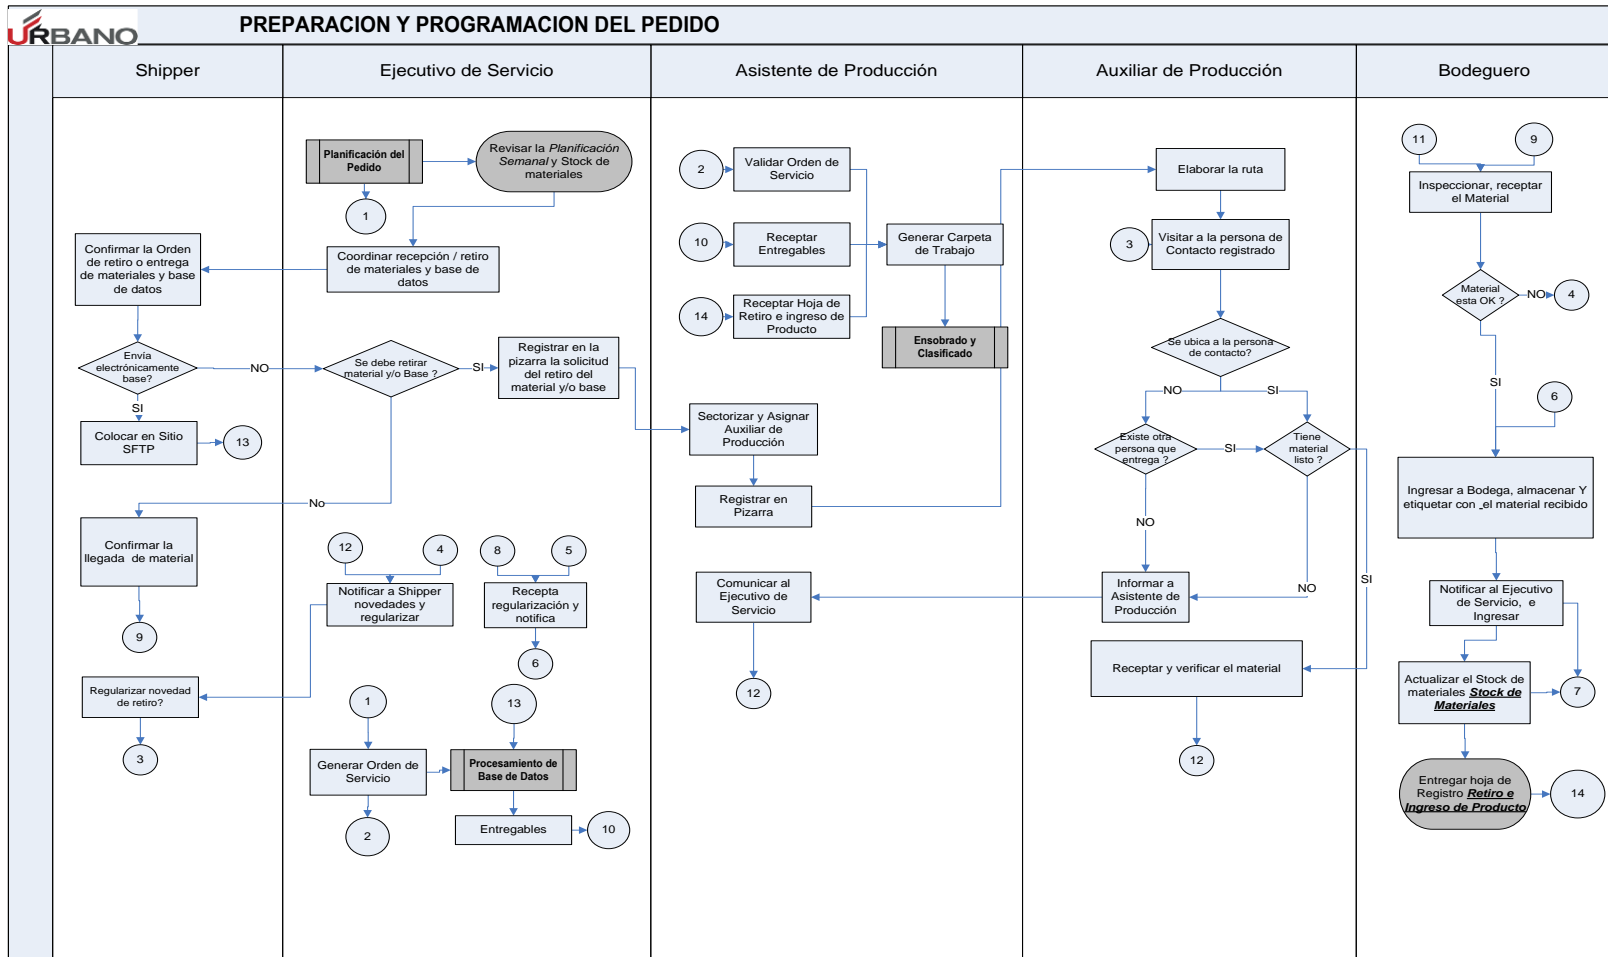 URBANO
PREPARACION Y PROGRAMACION DEL PEDIDO
Shipper
Ejecutivo de Servicio
Asistente de Producción
Auxiliar de Producción
Bodeguero
Confirmar la Orden
de retiro o entrega
de materiales y base
de datos
Envía
electrónicamente
base?
NO
SI
Colocar en Sitio
SFTP
13
Confirmar la
llegada de material
9
Regularizar novedad
de retiro?
3
Planificación del
Pedido
Revisar la Planificación
Semanal y Stock de
materiales
1
Coordinar recepción / retiro
de materiales y base de
datos
Se debe retirar
material y/o Base ?
SI
No
Registrar en la
pizarra la solicitud
del retiro del
material y/o base
12
4
Notificar a Shipper
novedades y
regularizar
8
5
Recepta
regularización y
notifica
6
1
Generar Orden de
Servicio
2
13
Procesamiento de
Base de Datos
Entregables
10
2
Validar Orden de
Servicio
10
Receptar
Entregables
14
Receptar Hoja de
Retiro e ingreso de
Producto
Generar Carpeta
de Trabajo
Ensobrado y
Clasificado
Sectorizar y Asignar
Auxiliar de
Producción
Registrar en
Pizarra
Comunicar al
Ejecutivo de
Servicio
12
Elaborar la ruta
3
Visitar a la persona de
Contacto registrado
Se ubica a la persona
de contacto?
NO
SI
Existe otra
persona que
entrega ?
SI
Tiene
material
listo ?
NO
NO
SI
Informar a
Asistente de
Producción
Receptar y verificar el material
12
11
9
Inspeccionar, receptar
el Material
Material
esta OK ?
NO
4
SI
6
Ingresar a Bodega, almacenar Y
etiquetar con _el material recibido
Notificar al Ejecutivo
de Servicio, e
Ingresar
Actualizar el Stock de
materiales Stock de
Materiales
7
Entregar hoja de
Registro Retiro e
Ingreso de Producto
14